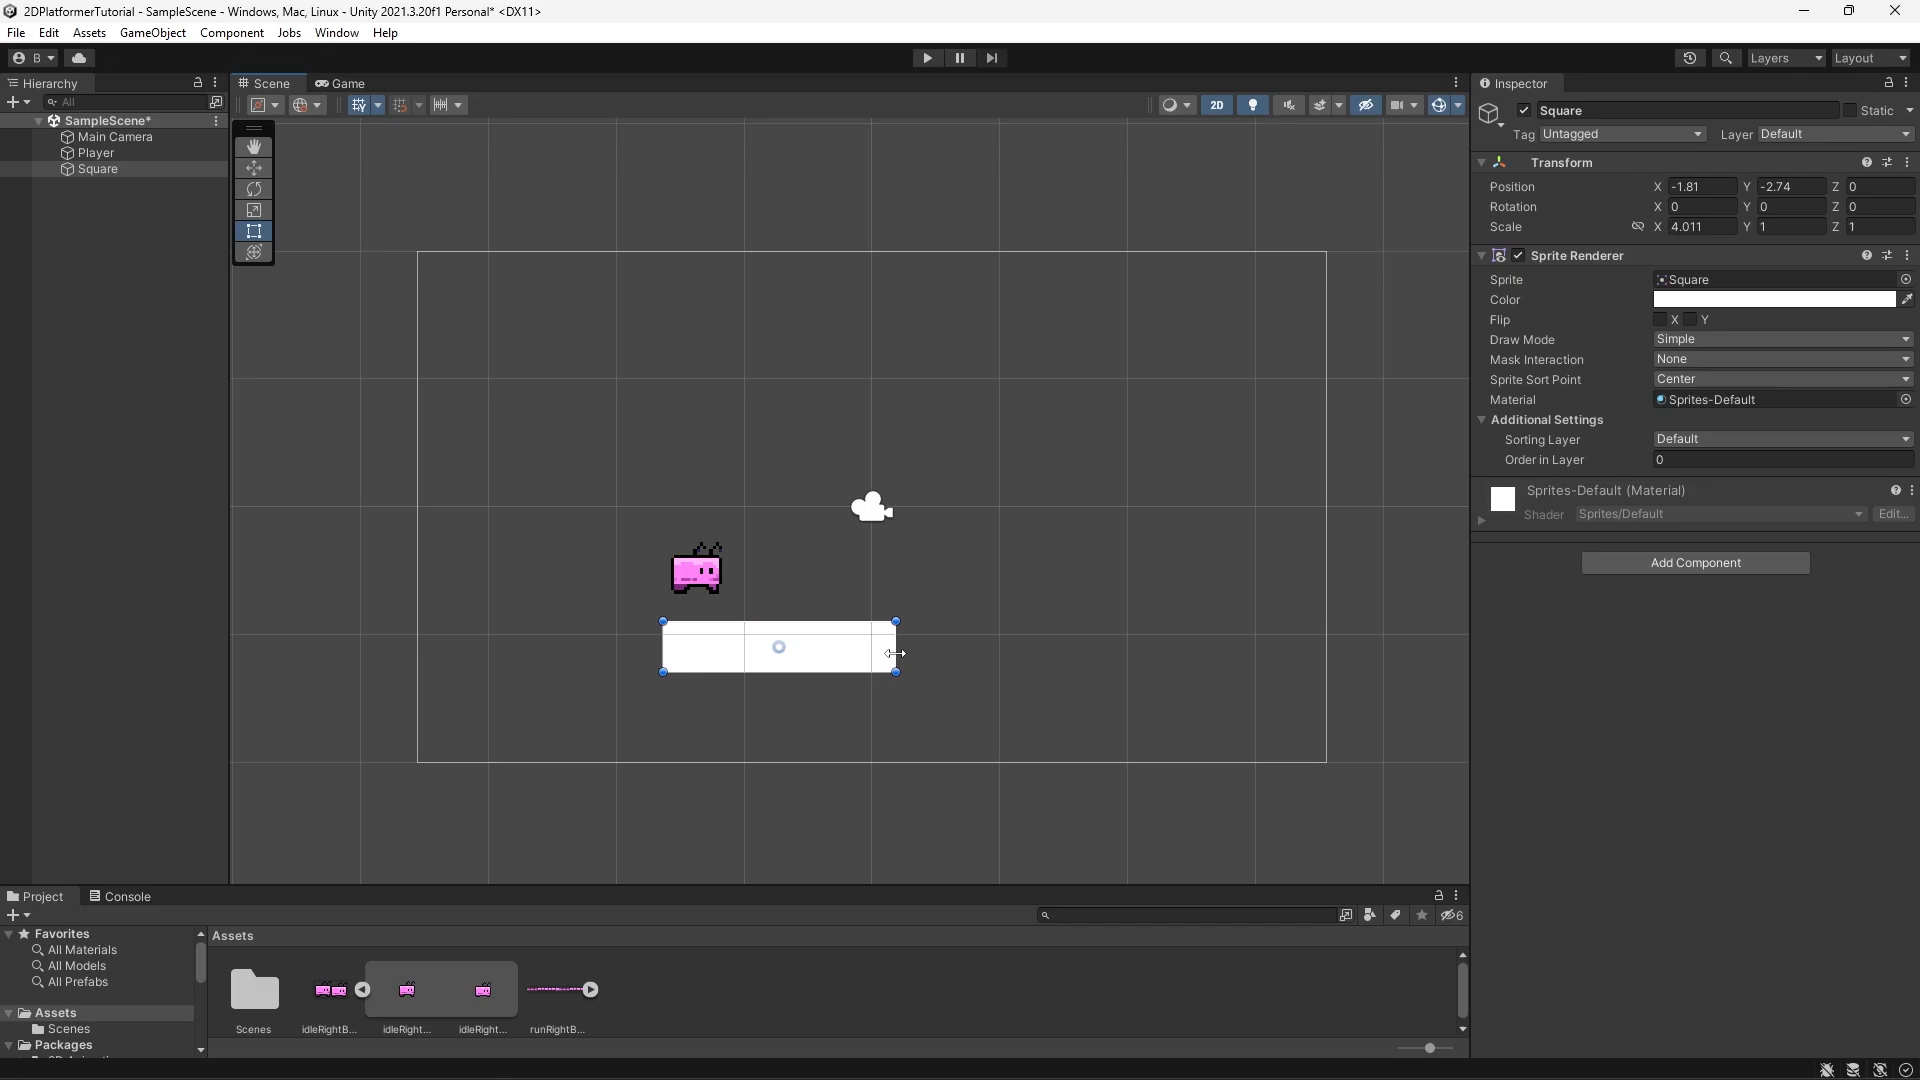 2DPlatformerTutorial - SampleScene - Windows, Mac, Linux - Unity 2021.3.20f1 Personal* <DX11>
File Edit Assets GameObject Component Jobs Window Help
B Layers Layout
Hierarchy Scene Game Inspector
All 2D Square Static
SampleScene*
Main Camera Tag Untagged Layer Default
Player
Square
Transform
Position X -1.81 Y -2.74 Z 0
Rotation X 0 Y 0 Z 0
Scale X 4.011 Y 1 Z 1
Sprite Renderer
Sprite Square
Color
Flip X Y
Draw Mode Simple
Mask Interaction None
Sprite Sort Point Center
Material Sprites-Default
Additional Settings
Sorting Layer Default
Order in Layer 0
Sprites-Default (Material)
Shader Sprites/Default Edit...
Add Component
Project Console
6
Favorites Assets
All Materials
All Models
All Prefabs
Assets
Scenes
Packages
Scenes idleRightB... idleRight... idleRight... runRightB...